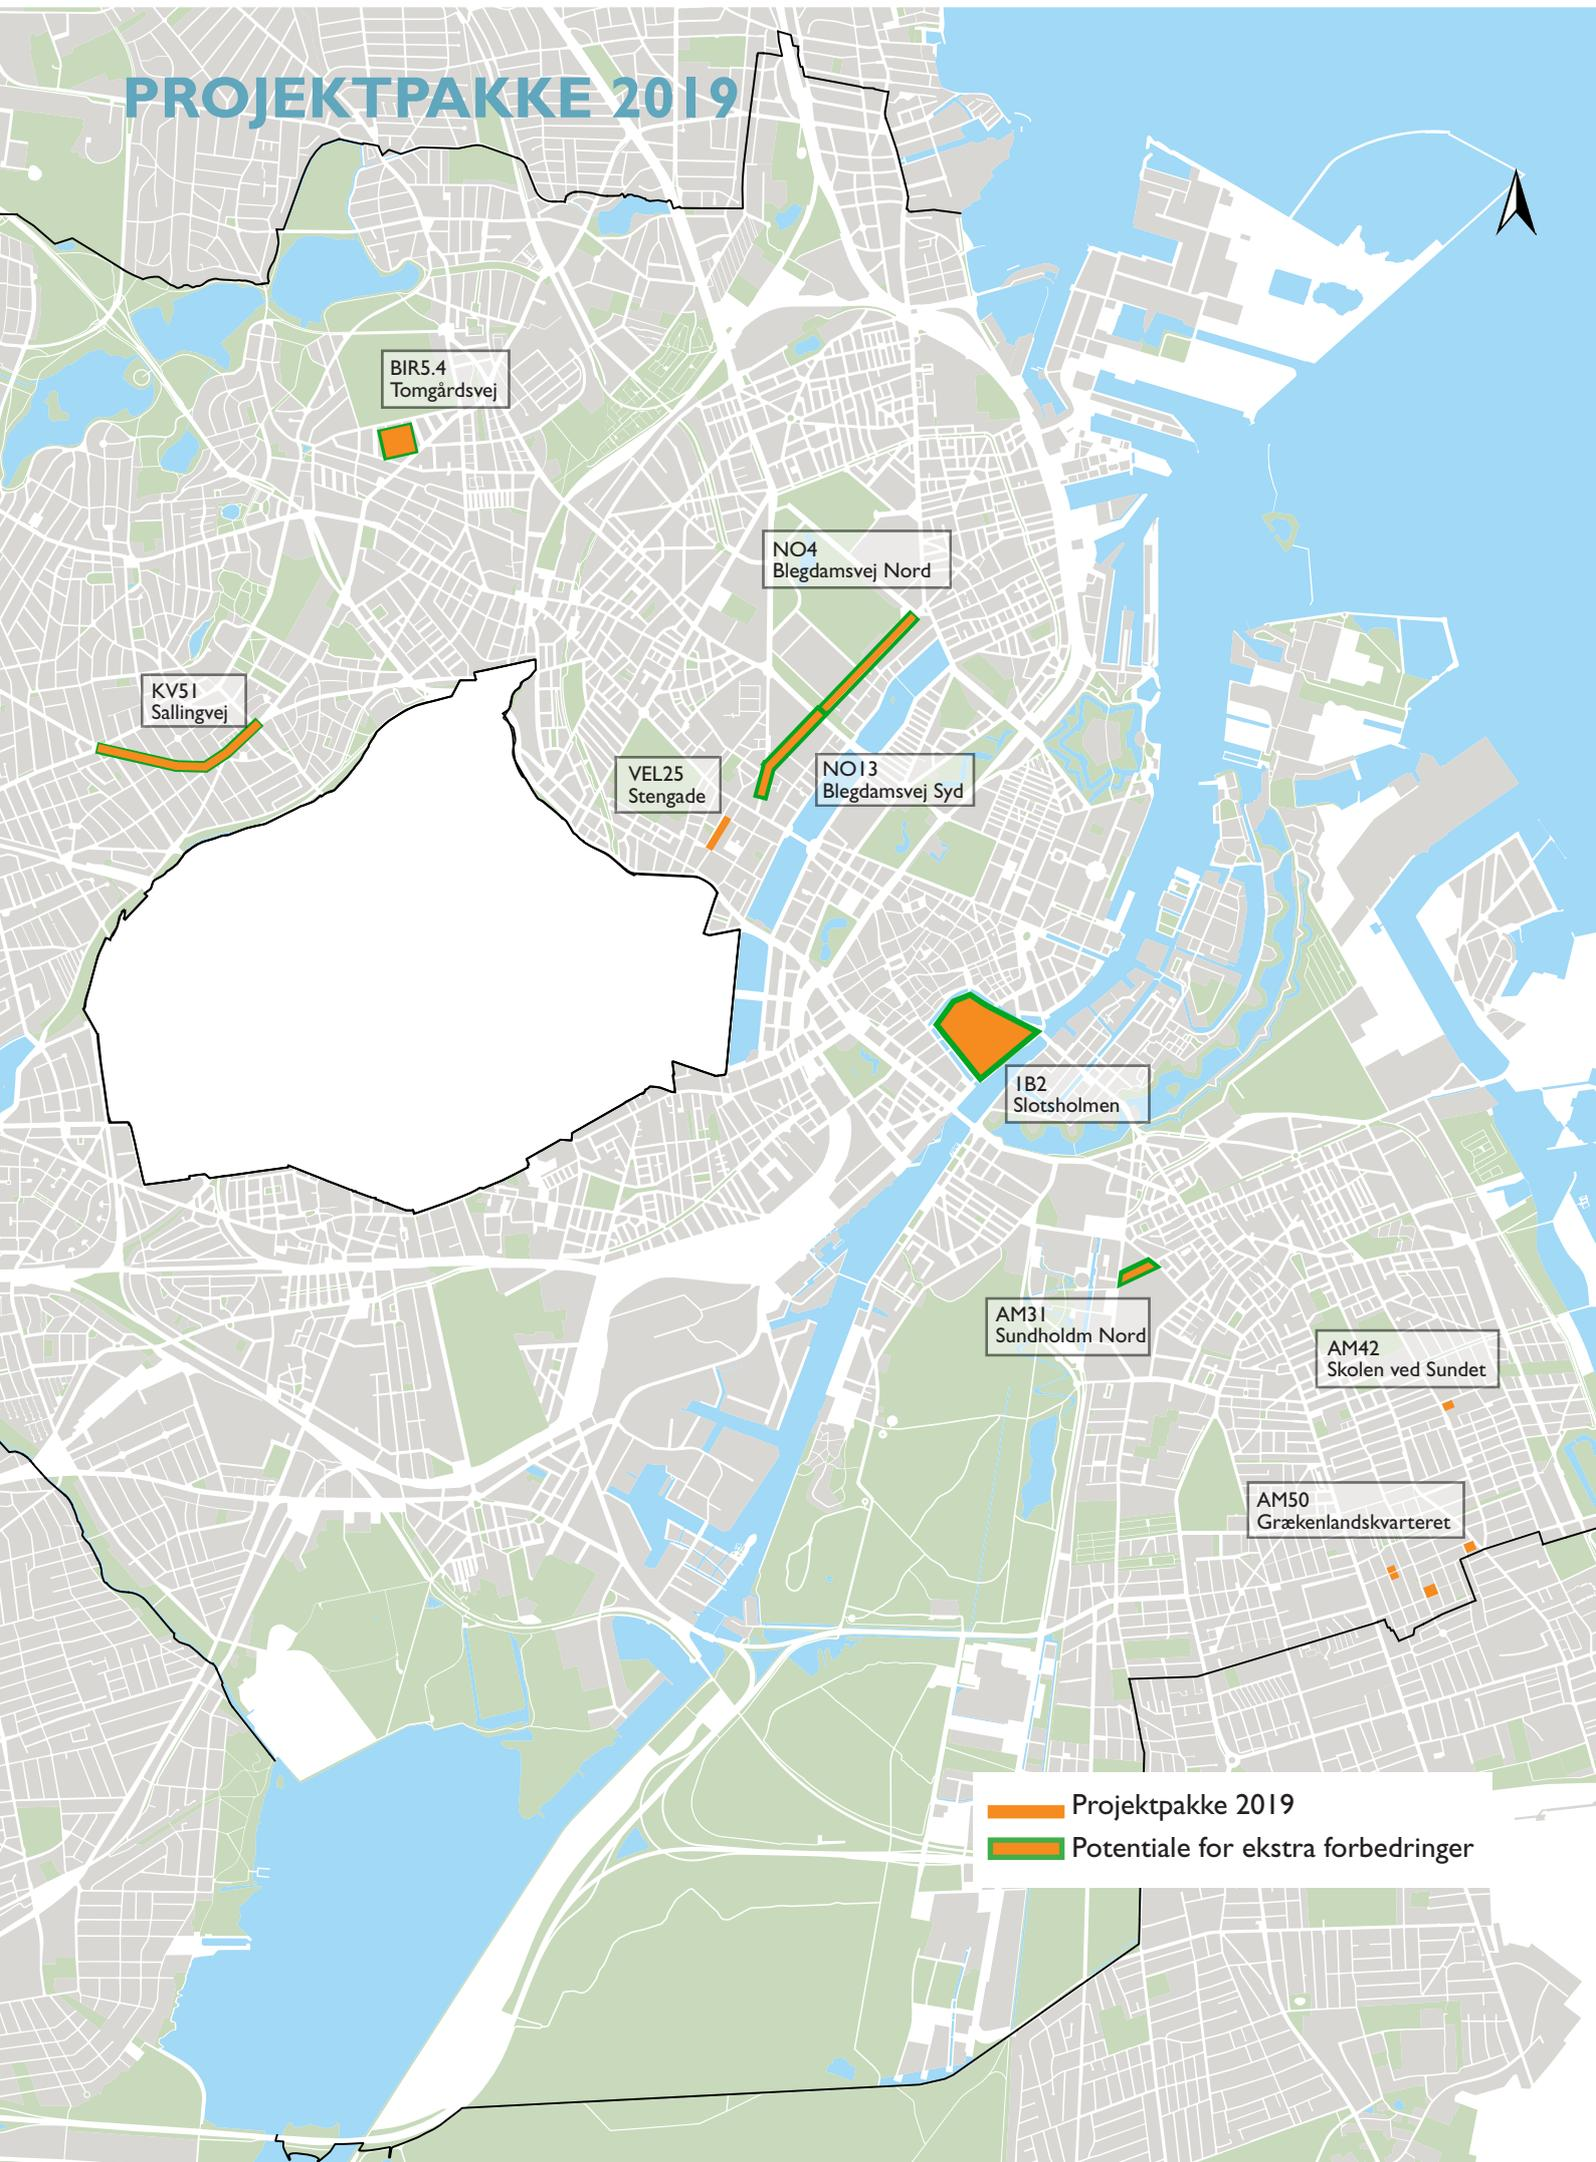 PROJEKTPAKKE 2019
BIR5.4
Tomgårdsvej
NO4
Blegdamsvej Nord
KV51
Sallingvej
VEL25
Stengade
NO13
Blegdamsvej Syd
1B2
Slotsholmen
AM31
Sundholdm Nord
AM42
Skolen ved Sundet
AM50
Grækenlandskvarteret
Projektpakke 2019
Potentiale for ekstra forbedringer